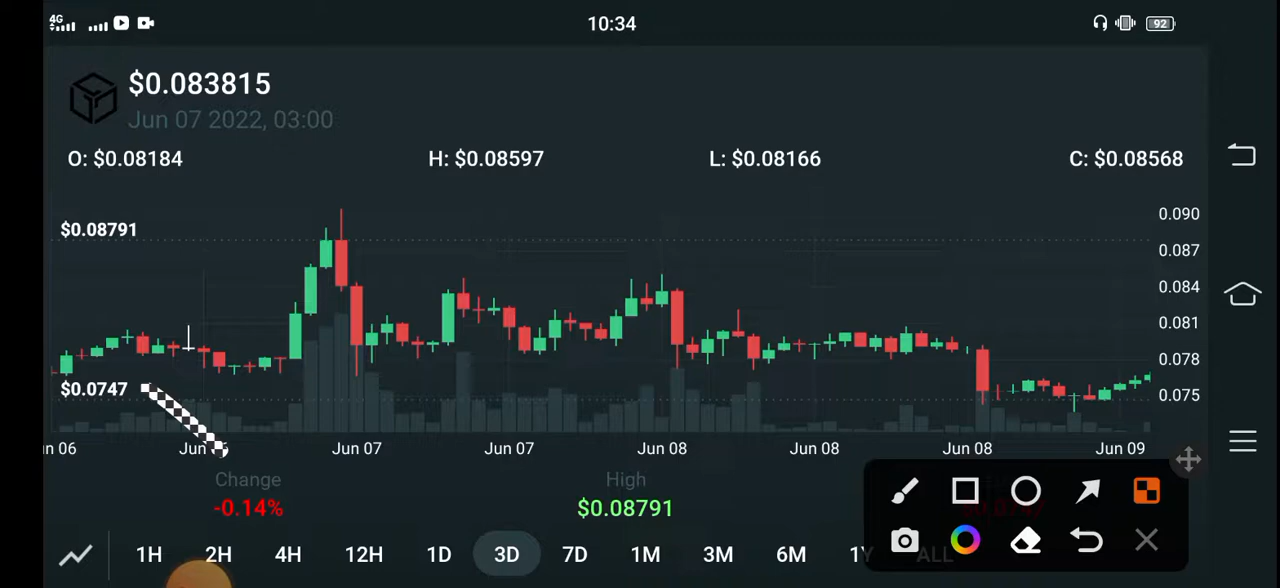 4G 10:34 92
$0.083815
Jun 07 2022, 03:00
O: $0.08184 H: $0.08597 L: $0.08166 C: $0.08568
$0.08791
0.090
0.087
0.084
0.081
0.078
$0.0747
0.075
n 06 Jun Jun 07 Jun 07 Jun 08 Jun 08 Jun 08 Jun 09
Change High
-0.14% $0.08791
1H 2H 4H 12H 1D 3D 7D 1M 3M 6M 1Y ALL